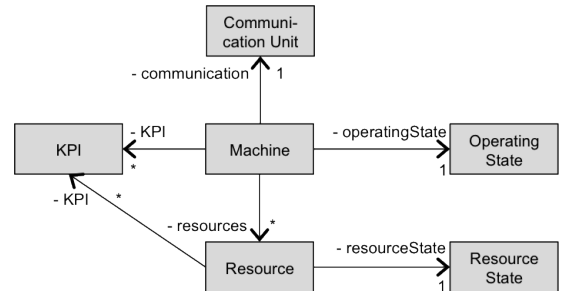 Communi-
cation Unit
- communication
1
- KPI
- operatingState
KPI
Machine
Operating
State
*
1
- KPI
*
- resources
*
- resourceState
Resource
Resource
State
1